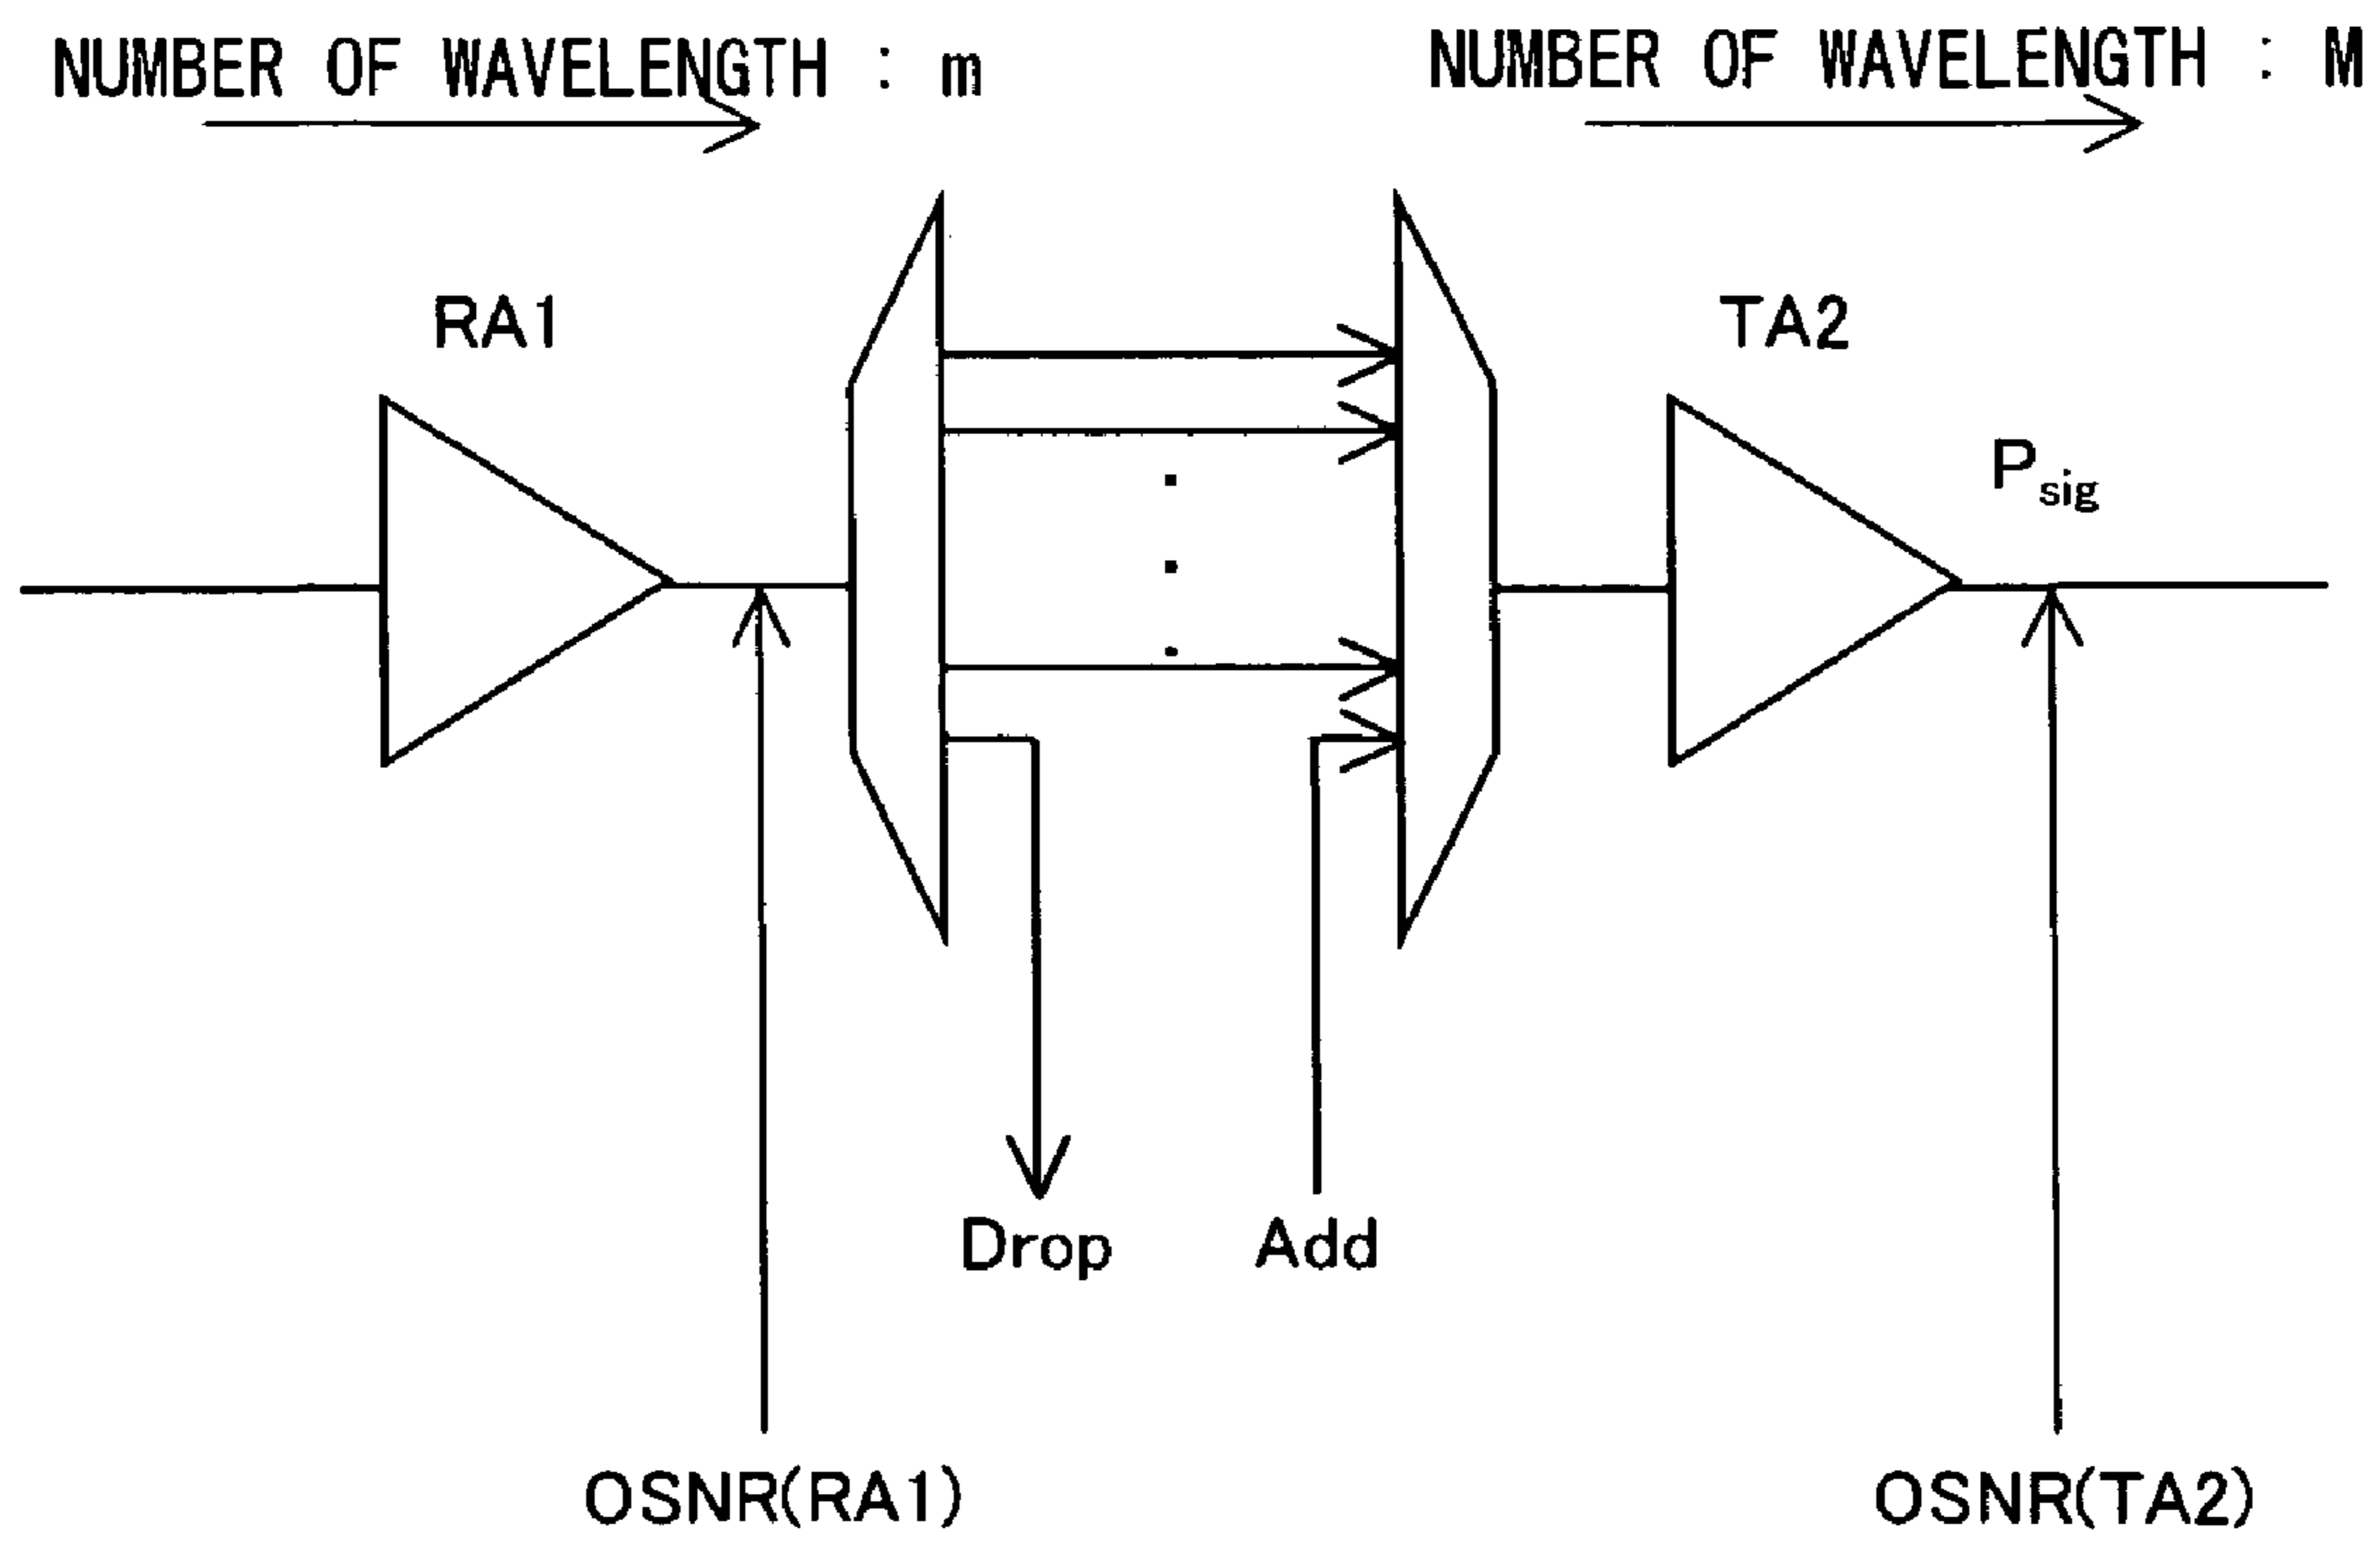 NUMBER OF WAVELENGTH : m
NUMBER OF WAVELENGTH : M
RA1
TA2
Psig
Drop
Add
OSNR(RA1)
OSNR(TA2)